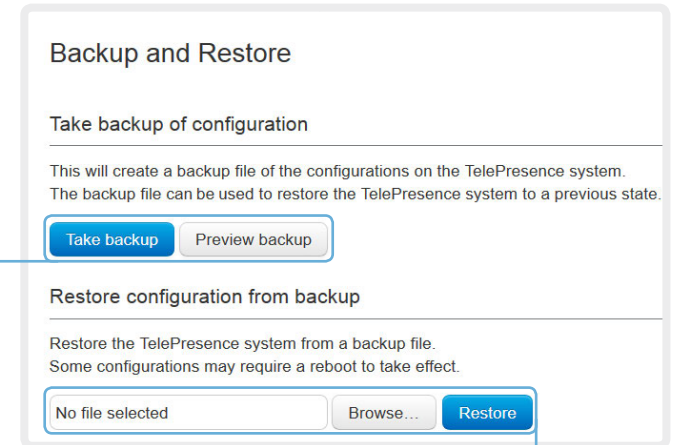 Backup and Restore
Take backup of configuration
This will create a backup file of the configurations on the TelePresence system.
The backup file can be used to restore the TelePresence system to a previous state.
Take backup Preview backup
Restore configuration from backup
Restore the TelePresence system from a backup file.
Some configurations may require a reboot to take effect.
No file selected Browse... Restore